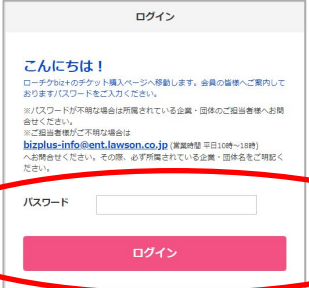 ログイン
こんにちは！
ローチケbiz+のチケット購入ページへ移動します。会員の皆様へご案内して
おりますパスワードをご入力ください。
※パスワードが不明な場合は所属されている企業・団体のご担当者様へお問
合せください。
※ご担当者様がご不明な場合は
bizplus-info@ent.lawson.co.jp (営業時間 平日10時～18時)
へお問合せください。その際、必ず所属されている企業・団体名をご明記く
ださい。
パスワード
ログイン